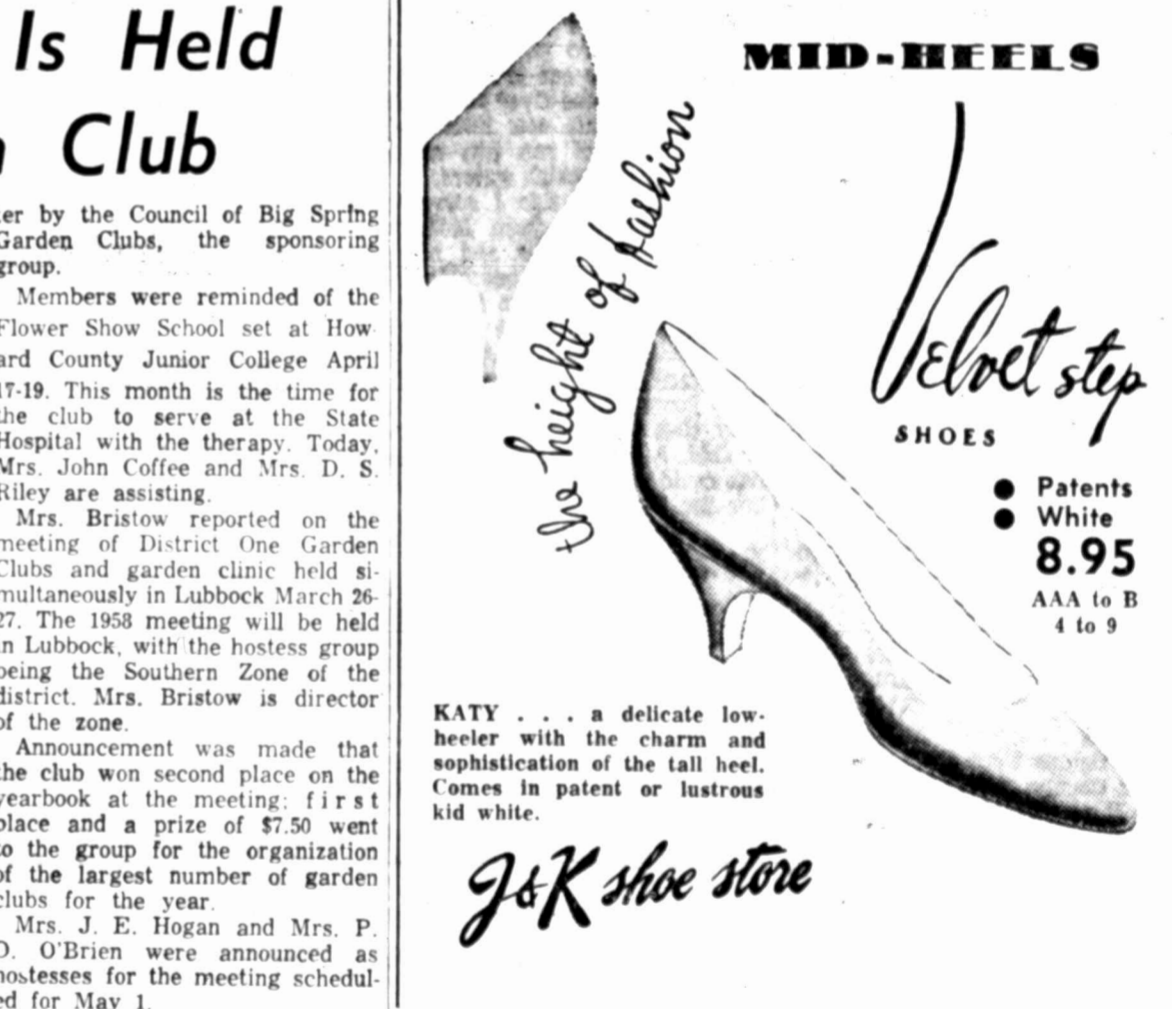 Is Held
Club
er by the Council of Big Spring
Garden Clubs, the sponsoring
group.
Members were reminded of the
Flower Show School set at How-
ard County Junior College April
17-19. This month is the time for
the club to serve at the State
Hospital with the therapy. Today,
Mrs. John Coffee and Mrs. D. S.
Riley are assisting.
Mrs. Bristow reported on the
meeting of District One Garden
Clubs and garden clinic held si-
multaneously in Lubbock March 26-
27. The 1958 meeting will be held
in Lubbock, with the hostess group
being the Southern Zone of the
district. Mrs. Bristow is director
of the zone.
Announcement was made that
the club won second place on the
yearbook at the meeting; first
place and a prize of $7.50 went
to the group for the organization
of the largest number of garden
clubs for the year.
Mrs. J. E. Hogan and Mrs. P.
D. O'Brien were announced as
hostesses for the meeting schedul-
ed for May 1.
MID-HEELS
the height of fashion
Velvet step
SHOES
● Patents
● White
8.95
AAA to B
4 to 9
KATY . . . a delicate low-
heeler with the charm and
sophistication of the tall heel.
Comes in patent or lustrous
kid white.
J&K shoe store